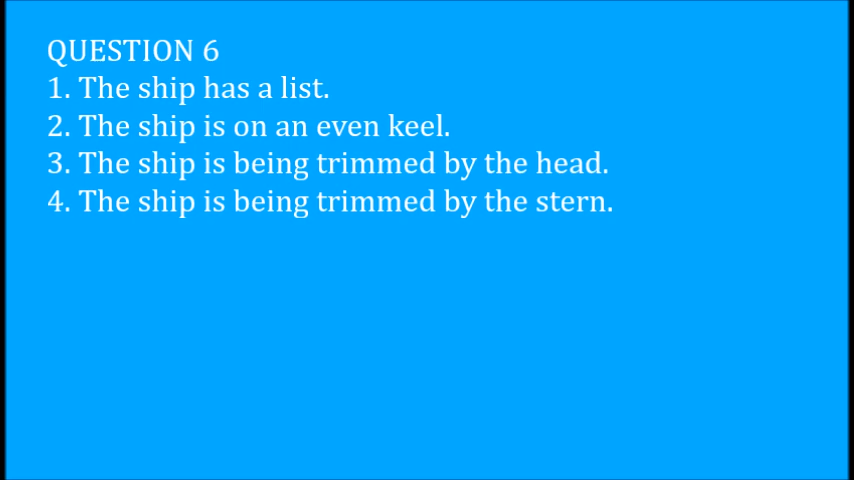 QUESTION 6
1. The ship has a list.
2. The ship is on an even keel.
3. The ship is being trimmed by the head.
4. The ship is being trimmed by the stern.